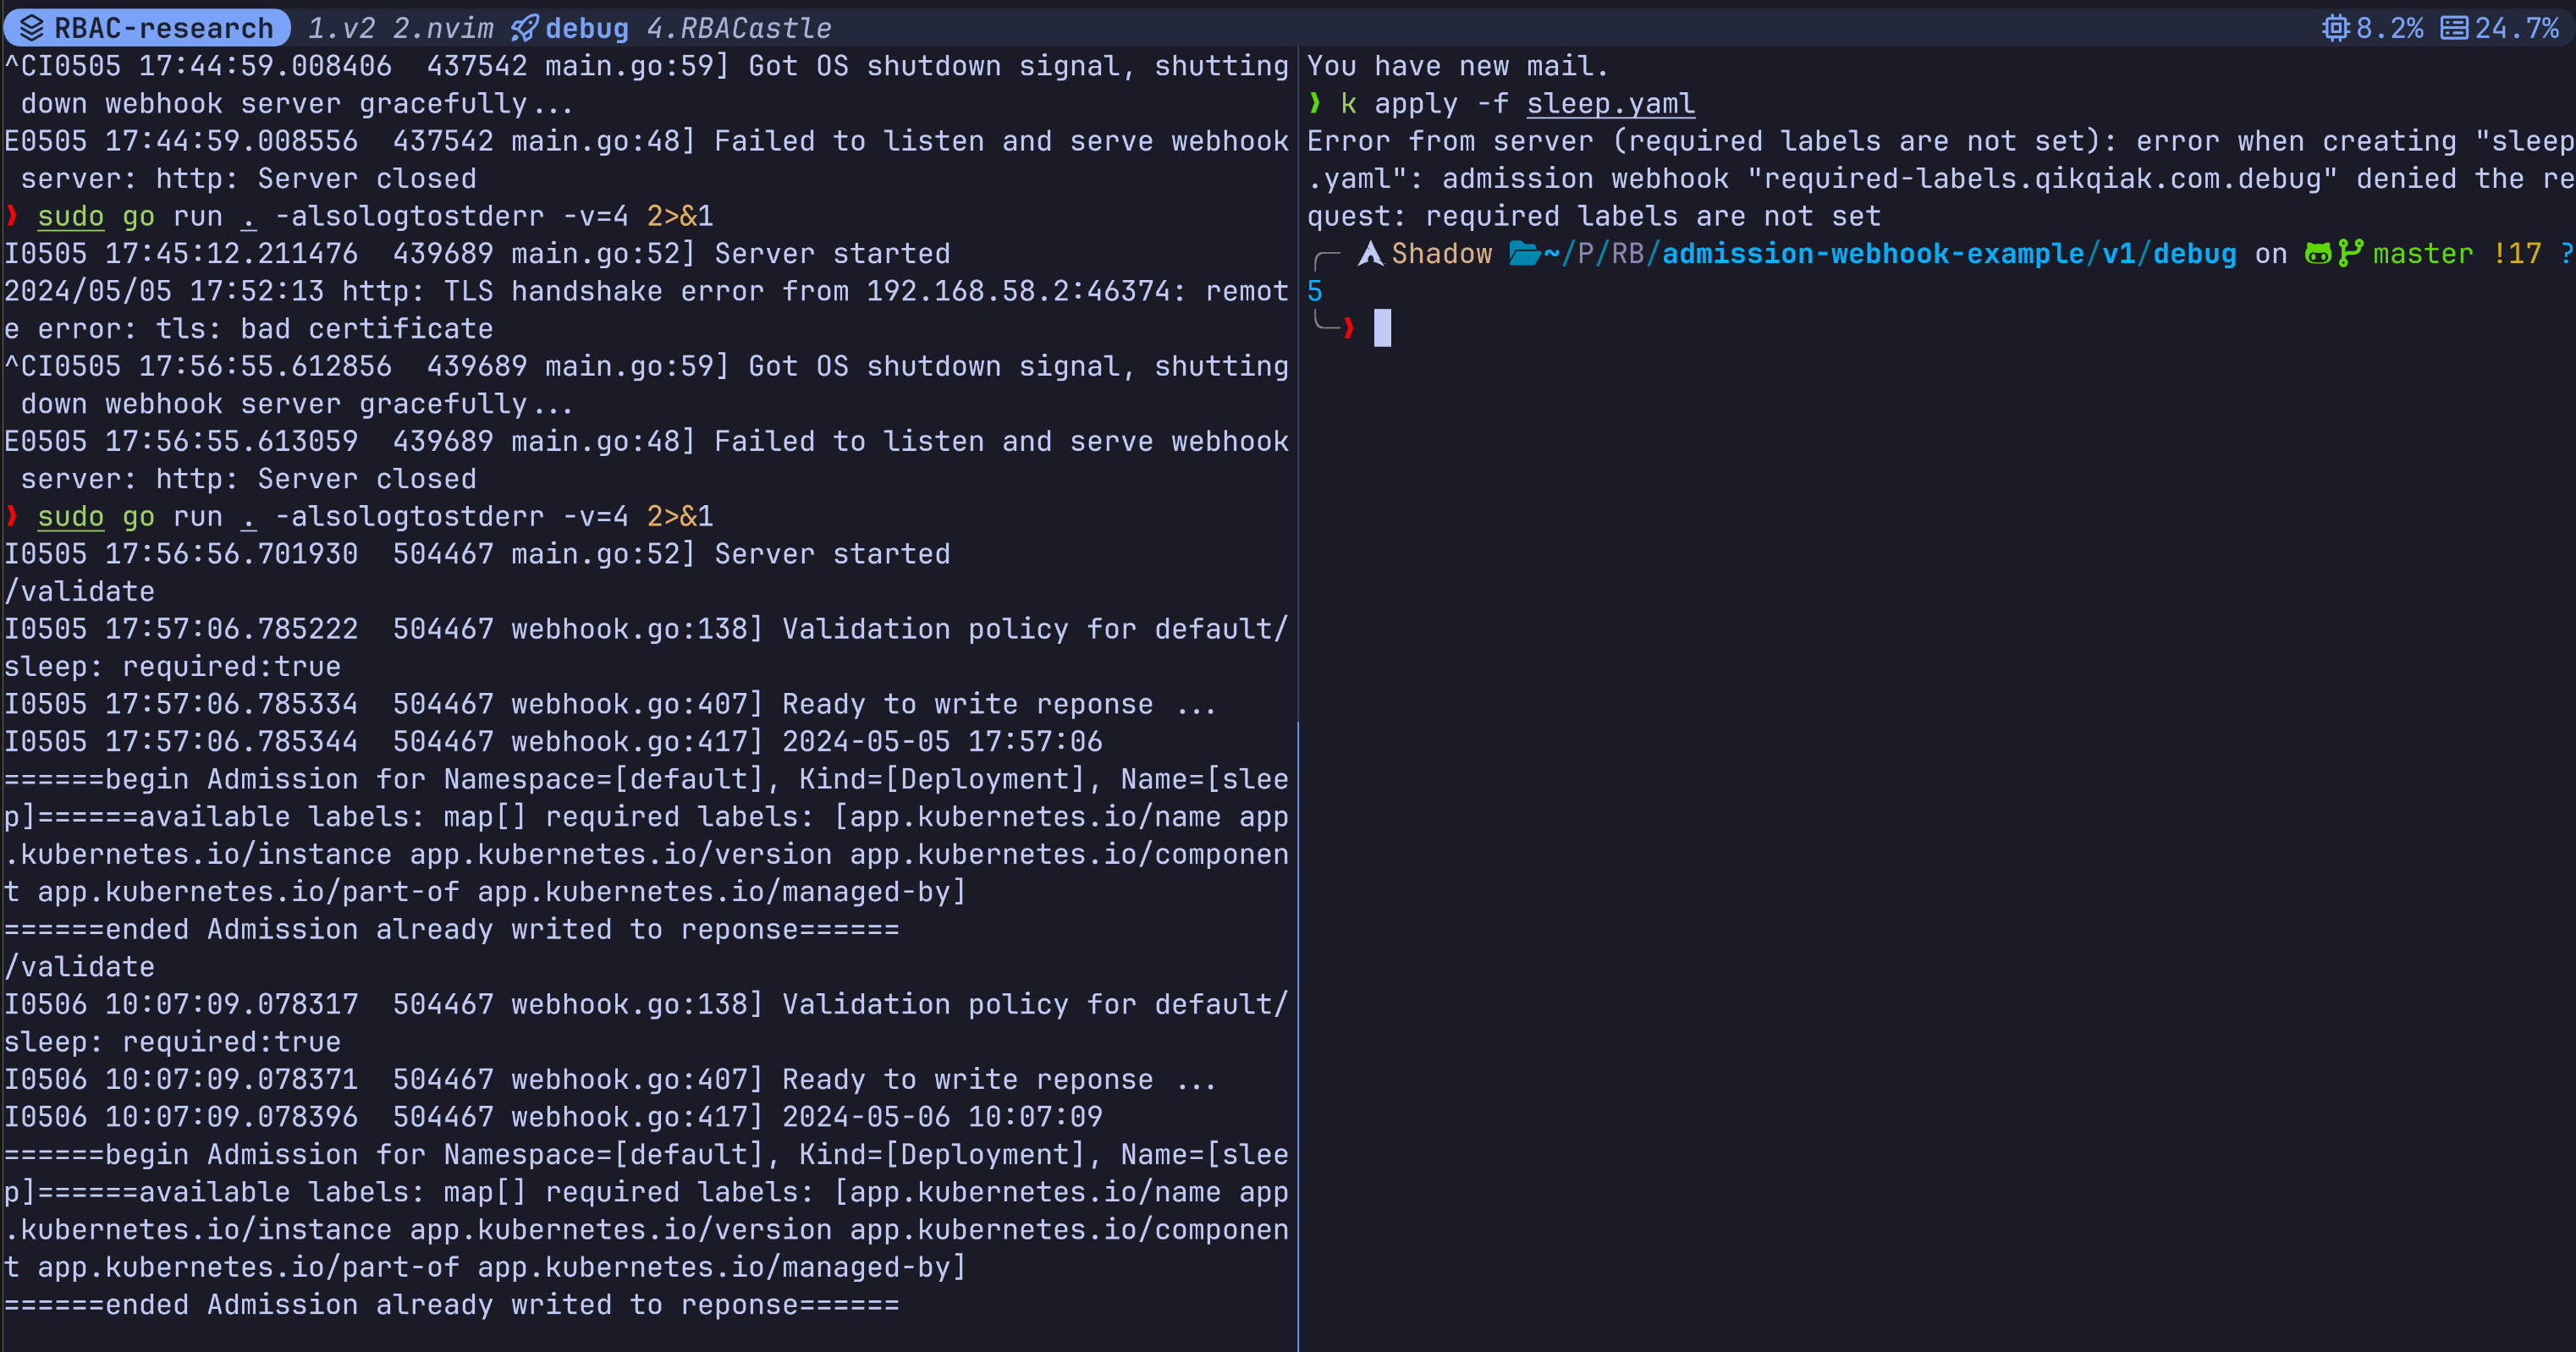 RBAC-research 1.v2 2.nvim debug 4.RBACastle 8.2% 24.7%
^CI0505 17:44:59.008406  437542 main.go:59] Got OS shutdown signal, shutting
 down webhook server gracefully...
E0505 17:44:59.008556  437542 main.go:48] Failed to listen and serve webhook
 server: http: Server closed
❯ sudo go run . -alsologtostderr -v=4 2>&1
I0505 17:45:12.211476  439689 main.go:52] Server started
2024/05/05 17:52:13 http: TLS handshake error from 192.168.58.2:46374: remot
e error: tls: bad certificate
^CI0505 17:56:55.612856  439689 main.go:59] Got OS shutdown signal, shutting
 down webhook server gracefully...
E0505 17:56:55.613059  439689 main.go:48] Failed to listen and serve webhook
 server: http: Server closed
❯ sudo go run . -alsologtostderr -v=4 2>&1
I0505 17:56:56.701930  504467 main.go:52] Server started
/validate
I0505 17:57:06.785222  504467 webhook.go:138] Validation policy for default/
sleep: required:true
I0505 17:57:06.785334  504467 webhook.go:407] Ready to write reponse ...
I0505 17:57:06.785344  504467 webhook.go:417] 2024-05-05 17:57:06
======begin Admission for Namespace=[default], Kind=[Deployment], Name=[slee
p]======available labels: map[] required labels: [app.kubernetes.io/name app
.kubernetes.io/instance app.kubernetes.io/version app.kubernetes.io/componen
t app.kubernetes.io/part-of app.kubernetes.io/managed-by]
======ended Admission already writed to reponse======
/validate
I0506 10:07:09.078317  504467 webhook.go:138] Validation policy for default/
sleep: required:true
I0506 10:07:09.078371  504467 webhook.go:407] Ready to write reponse ...
I0506 10:07:09.078396  504467 webhook.go:417] 2024-05-06 10:07:09
======begin Admission for Namespace=[default], Kind=[Deployment], Name=[slee
p]======available labels: map[] required labels: [app.kubernetes.io/name app
.kubernetes.io/instance app.kubernetes.io/version app.kubernetes.io/componen
t app.kubernetes.io/part-of app.kubernetes.io/managed-by]
======ended Admission already writed to reponse======
You have new mail.
❯ k apply -f sleep.yaml
Error from server (required labels are not set): error when creating "sleep
.yaml": admission webhook "required-labels.qikqiak.com.debug" denied the re
quest: required labels are not set
Shadow ~/P/RB/admission-webhook-example/v1/debug on master !17 ?
5
❯